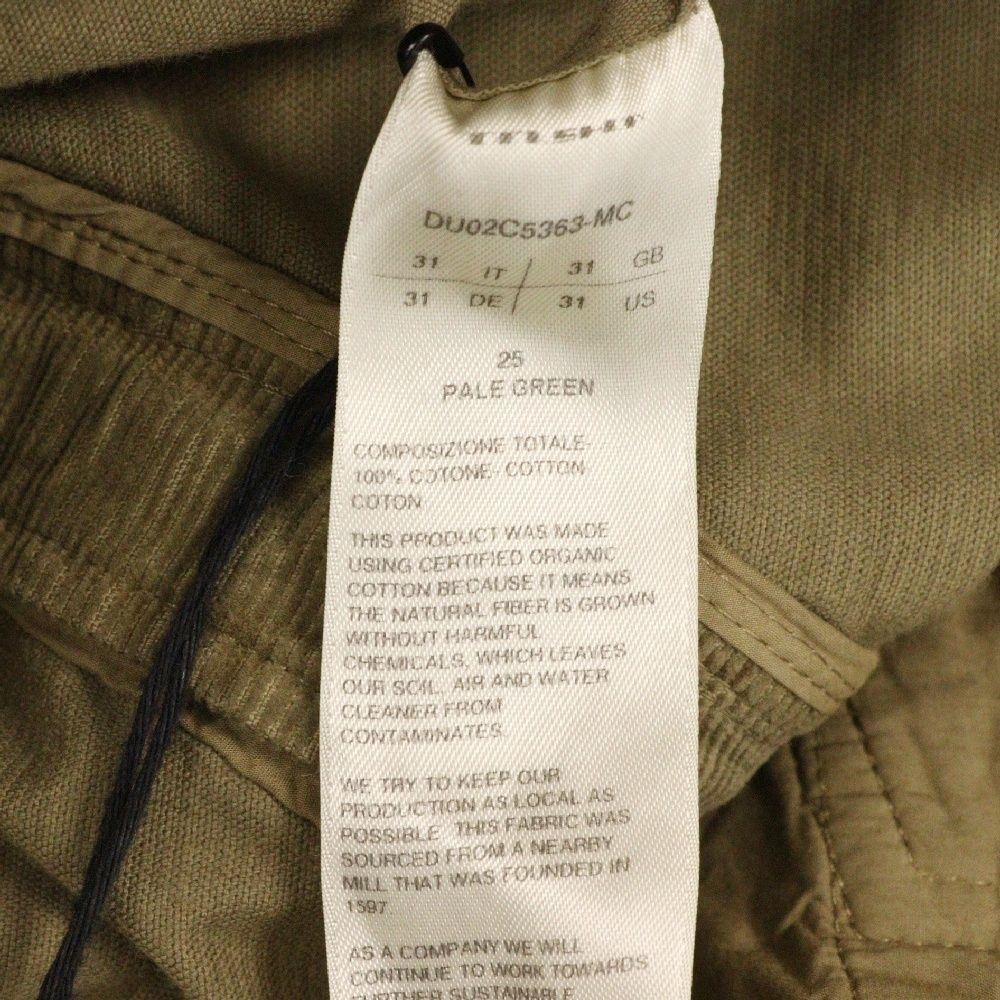 DU02C5363-MC
31 IT / 31 GB
31 DE / 31 US
25
PALE GREEN
COMPOSIZIONE TOTALE-
100% COTONE- COTTON-
COTON
THIS PRODUCT WAS MADE
USING CERTIFIED ORGANIC
COTTON BECAUSE IT MEANS
THE NATURAL FIBER IS GROWN
WITHOUT HARMFUL
CHEMICALS, WHICH LEAVES
OUR SOIL, AIR AND WATER
CLEANER FROM
CONTAMINATES.
WE TRY TO KEEP OUR
PRODUCTION AS LOCAL AS
POSSIBLE. THIS FABRIC WAS
SOURCED FROM A NEARBY
MILL THAT WAS FOUNDED IN
1597.
AS A COMPANY WE WILL
CONTINUE TO WORK TOWARDS
FURTHER SUSTAINABLE